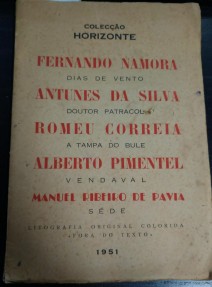 COLECÇÃO
HORIZONTE
FERNANDO NAMORA
DIAS DE VENTO
ANTUNES DA SILVA
DOUTOR PATRACOLA
ROMEU CORREIA
A TAMPA DO BULE
ALBERTO PIMENTEL
VENDAVAL
MANUEL RIBEIRO DE PAVIA
SÉDE
LITOGRAFIA ORIGINAL COLORIDA
«FORA DO TEXTO»
1951